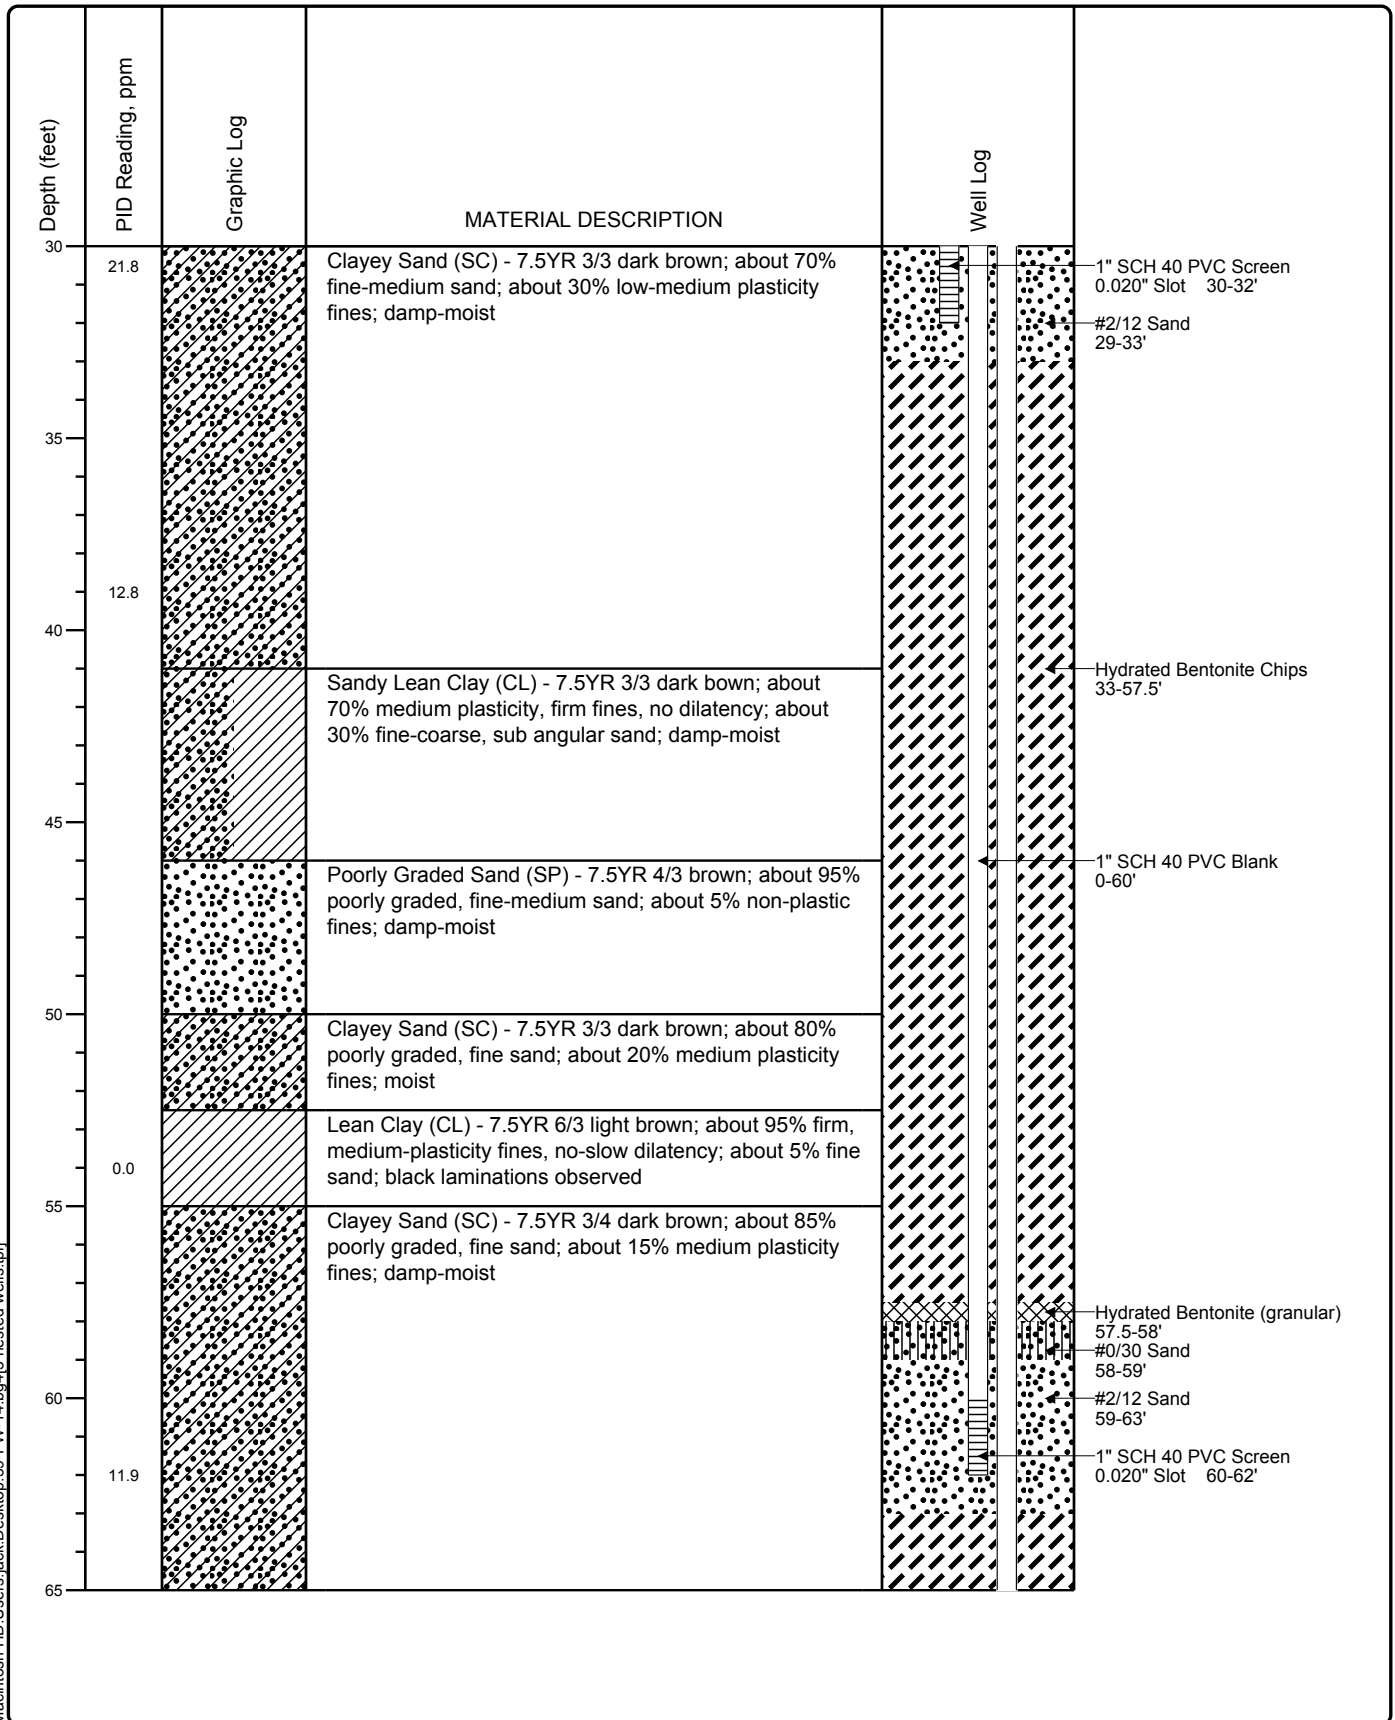 Depth (feet)
PID Reading, ppm
Graphic Log
MATERIAL DESCRIPTION
Well Log
30
21.8
Clayey Sand (SC) - 7.5YR 3/3 dark brown; about 70%
fine-medium sand; about 30% low-medium plasticity
fines; damp-moist
1" SCH 40 PVC Screen
0.020" Slot 30-32'
#2/12 Sand
29-33'
35
12.8
40
Hydrated Bentonite Chips
33-57.5'
Sandy Lean Clay (CL) - 7.5YR 3/3 dark bown; about
70% medium plasticity, firm fines, no dilatency; about
30% fine-coarse, sub angular sand; damp-moist
45
1" SCH 40 PVC Blank
0-60'
Poorly Graded Sand (SP) - 7.5YR 4/3 brown; about 95%
poorly graded, fine-medium sand; about 5% non-plastic
fines; damp-moist
50
Clayey Sand (SC) - 7.5YR 3/3 dark brown; about 80%
poorly graded, fine sand; about 20% medium plasticity
fines; moist
Lean Clay (CL) - 7.5YR 6/3 light brown; about 95% firm,
medium-plasticity fines, no-slow dilatency; about 5% fine
sand; black laminations observed
0.0
55
Clayey Sand (SC) - 7.5YR 3/4 dark brown; about 85%
poorly graded, fine sand; about 15% medium plasticity
fines; damp-moist
Hydrated Bentonite (granular)
57.5-58'
#0/30 Sand
58-59'
60
#2/12 Sand
59-63'
1" SCH 40 PVC Screen
0.020" Slot 60-62'
11.9
65